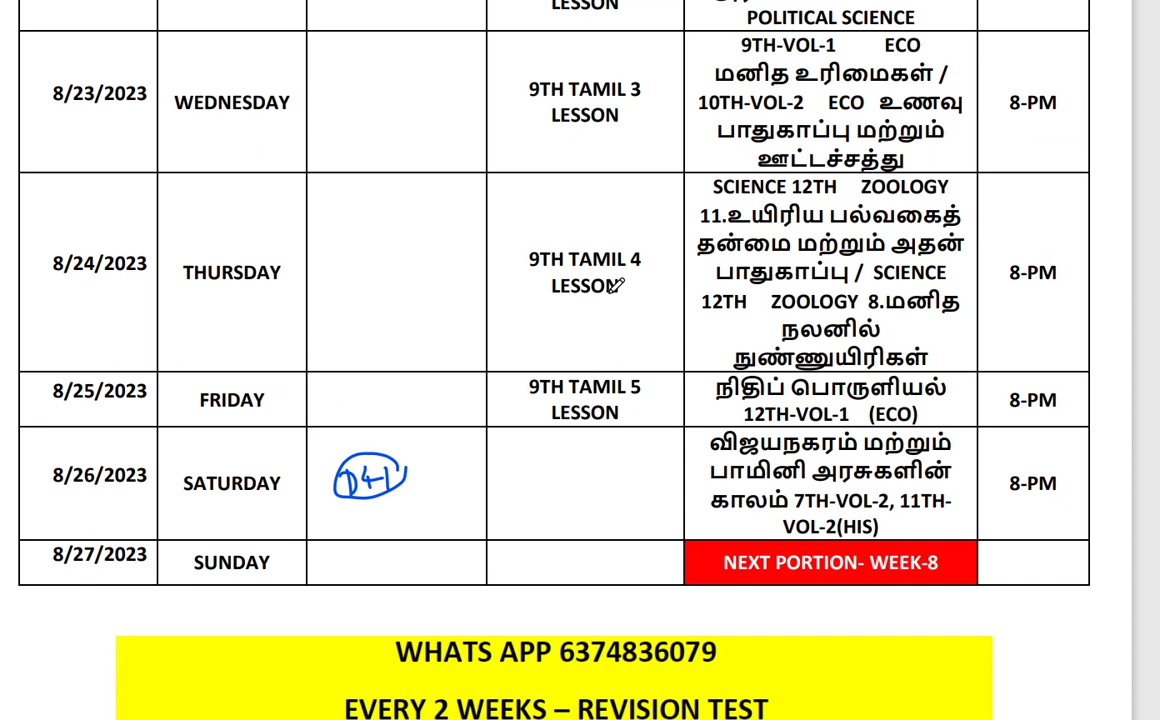 LESSON
POLITICAL SCIENCE
8/23/2023
WEDNESDAY
9TH TAMIL 3
LESSON
9TH-VOL-1 ECO
மனித உரிமைகள் /
10TH-VOL-2 ECO உணவு
பாதுகாப்பு மற்றும்
ஊட்டச்சத்து
8-PM
8/24/2023
THURSDAY
9TH TAMIL 4
LESSON
SCIENCE 12TH ZOOLOGY
11.உயிரிய பல்வகைத்
தன்மை மற்றும் அதன்
பாதுகாப்பு / SCIENCE
12TH ZOOLOGY 8.மனித
நலனில்
நுண்ணுயிரிகள்
8-PM
8/25/2023
FRIDAY
9TH TAMIL 5
LESSON
நிதிப் பொருளியல்
12TH-VOL-1 (ECO)
8-PM
8/26/2023
SATURDAY
விஜயநகரம் மற்றும்
பாமினி அரசுகளின்
காலம் 7TH-VOL-2, 11TH-
VOL-2(HIS)
8-PM
8/27/2023
SUNDAY
NEXT PORTION- WEEK-8
WHATS APP 6374836079
EVERY 2 WEEKS – REVISION TEST